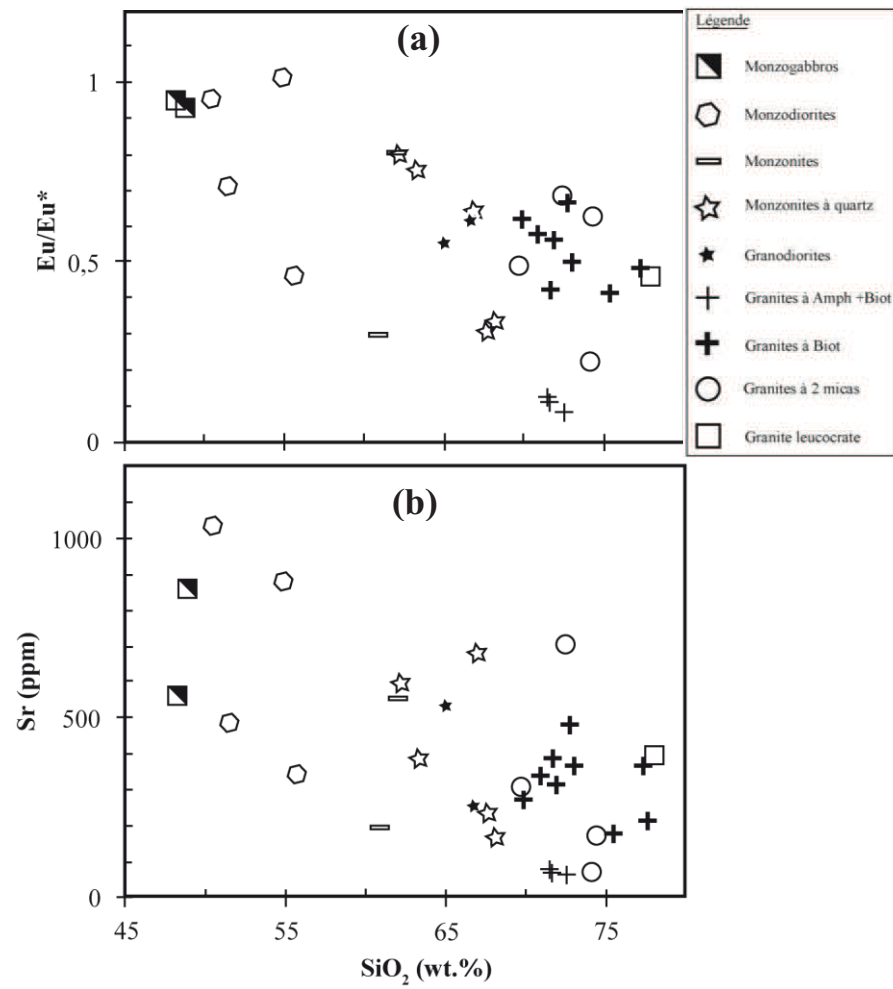 (a)
1
0,5
0
Eu/Eu*
Légende
Monzogabbros
Monzodiorites
Monzonites
Monzonites à quartz
Granodiorites
Granites à Amph +Biot
Granites à Biot
Granites à 2 micas
Granite leucocrate
(b)
1000
500
0
Sr (ppm)
45 55 65 75
SiO₂ (wt.%)